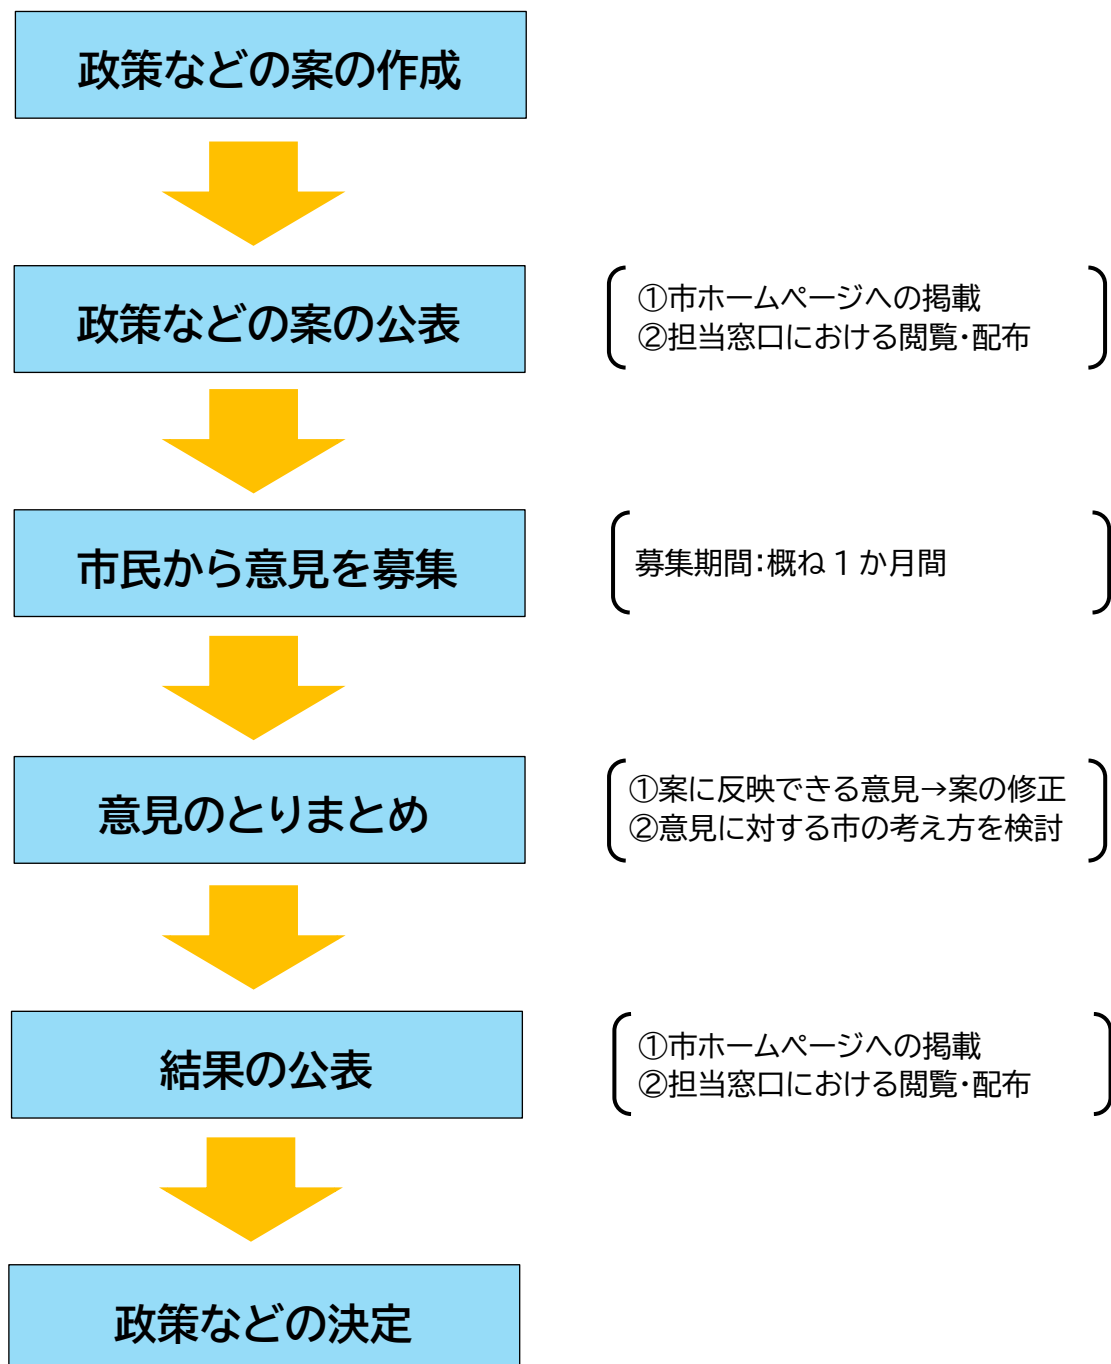 政策などの案の作成
政策などの案の公表
①市ホームページへの掲載
②担当窓口における閲覧・配布
市民から意見を募集
募集期間：概ね１か月間
意見のとりまとめ
①案に反映できる意見→案の修正
②意見に対する市の考え方を検討
結果の公表
①市ホームページへの掲載
②担当窓口における閲覧・配布
政策などの決定